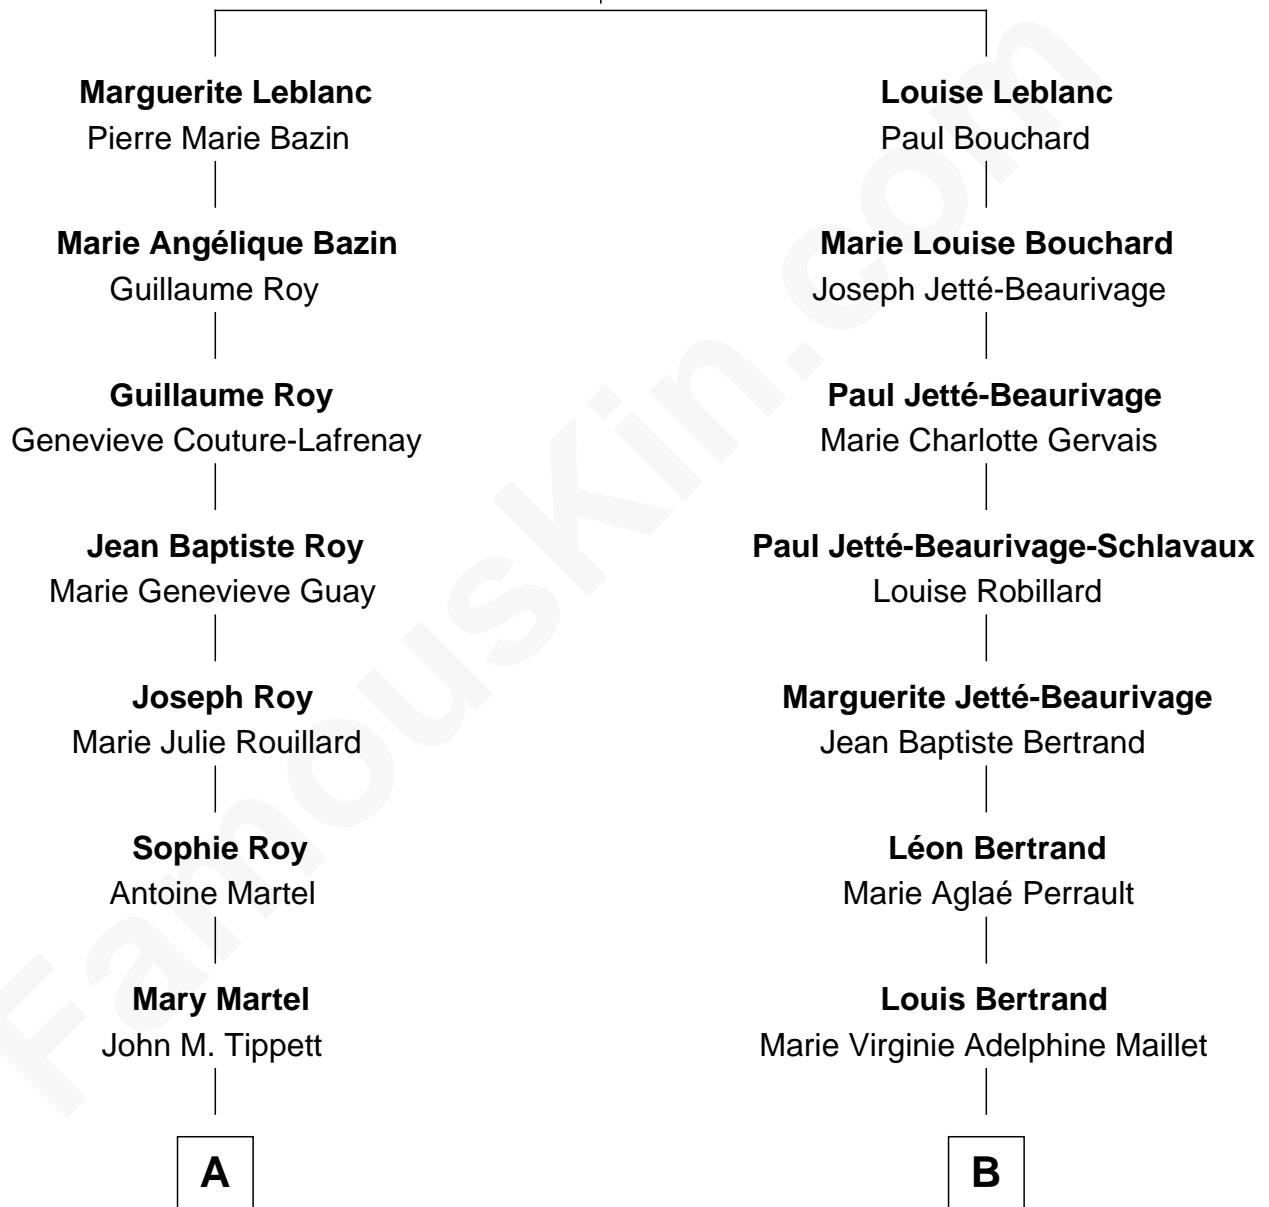 Marguerite Leblanc
Pierre Marie Bazin
Marie Angélique Bazin
Guillaume Roy
Guillaume Roy
Genevieve Couture-Lafrenay
Jean Baptiste Roy
Marie Genevieve Guay
Joseph Roy
Marie Julie Rouillard
Sophie Roy
Antoine Martel
Mary Martel
John M. Tippett
A
Louise Leblanc
Paul Bouchard
Marie Louise Bouchard
Joseph Jetté-Beaurivage
Paul Jetté-Beaurivage
Marie Charlotte Gervais
Paul Jetté-Beaurivage-Schlavaux
Louise Robillard
Marguerite Jetté-Beaurivage
Jean Baptiste Bertrand
Léon Bertrand
Marie Aglaé Perrault
Louis Bertrand
Marie Virginie Adelphine Maillet
B
FamousKin.com